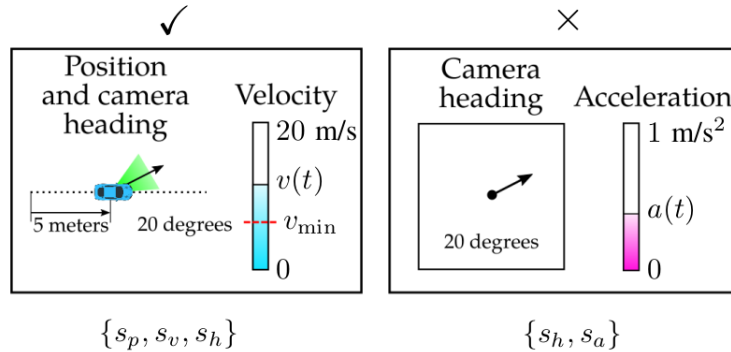 ✓
×
Position
and camera
heading
Velocity
20 m/s
v(t)
v_min
0
5 meters
20 degrees
Camera
heading
Acceleration
1 m/s²
a(t)
0
20 degrees
{s_p, s_v, s_h}
{s_h, s_a}